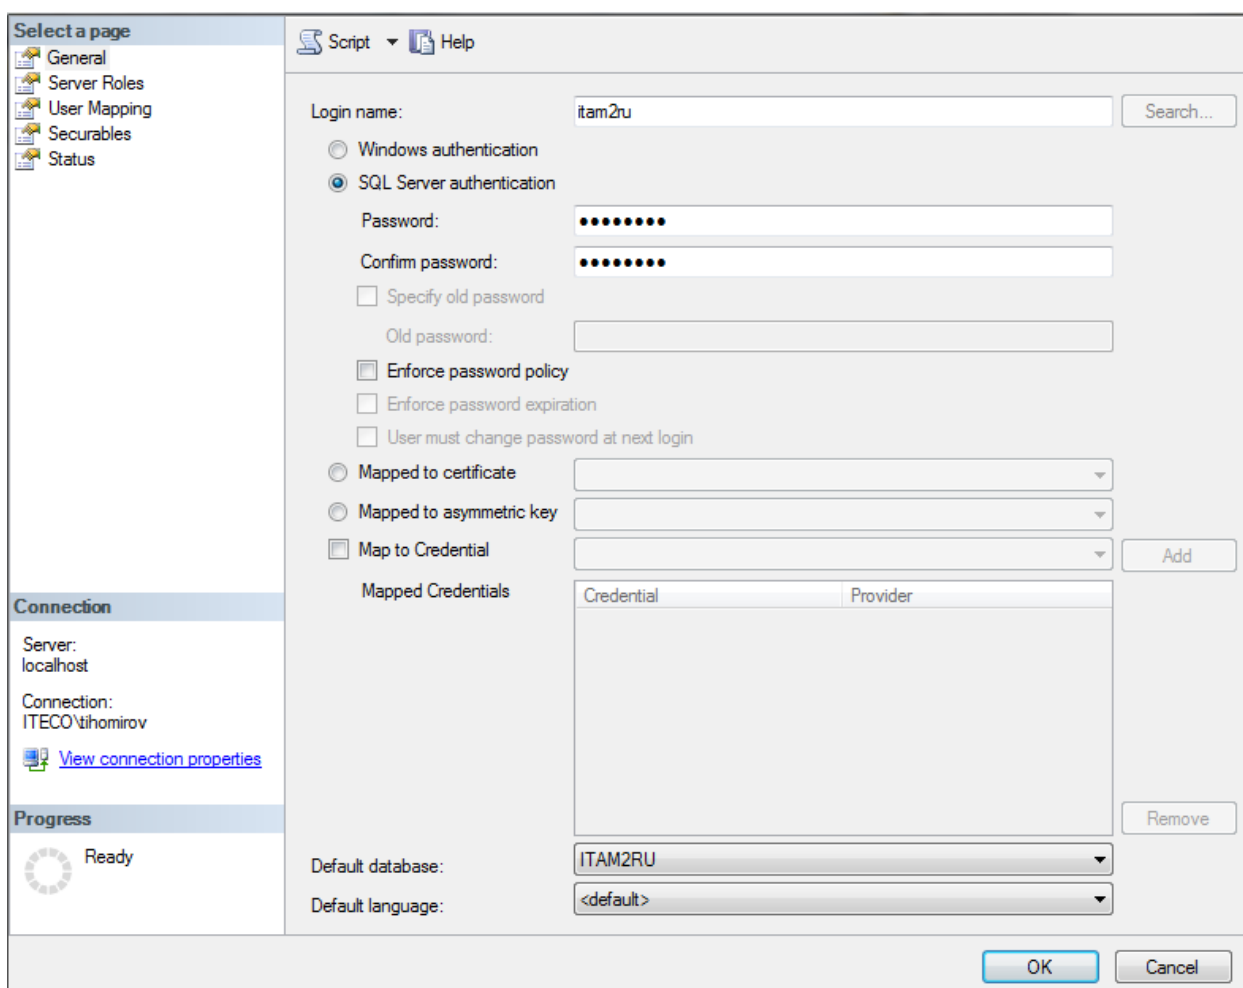 Select a page
General
Server Roles
User Mapping
Securables
Status
Connection
Server:
localhost
Connection:
ITECO\tihomirov
View connection properties
Progress
Ready
Script Help
Login name: itam2ru Search...
Windows authentication
SQL Server authentication
Password: ●●●●●●●●
Confirm password: ●●●●●●●●
Specify old password
Old password:
Enforce password policy
Enforce password expiration
User must change password at next login
Mapped to certificate
Mapped to asymmetric key
Map to Credential Add
Mapped Credentials Credential Provider
Remove
Default database: ITAM2RU
Default language: <default>
OK Cancel